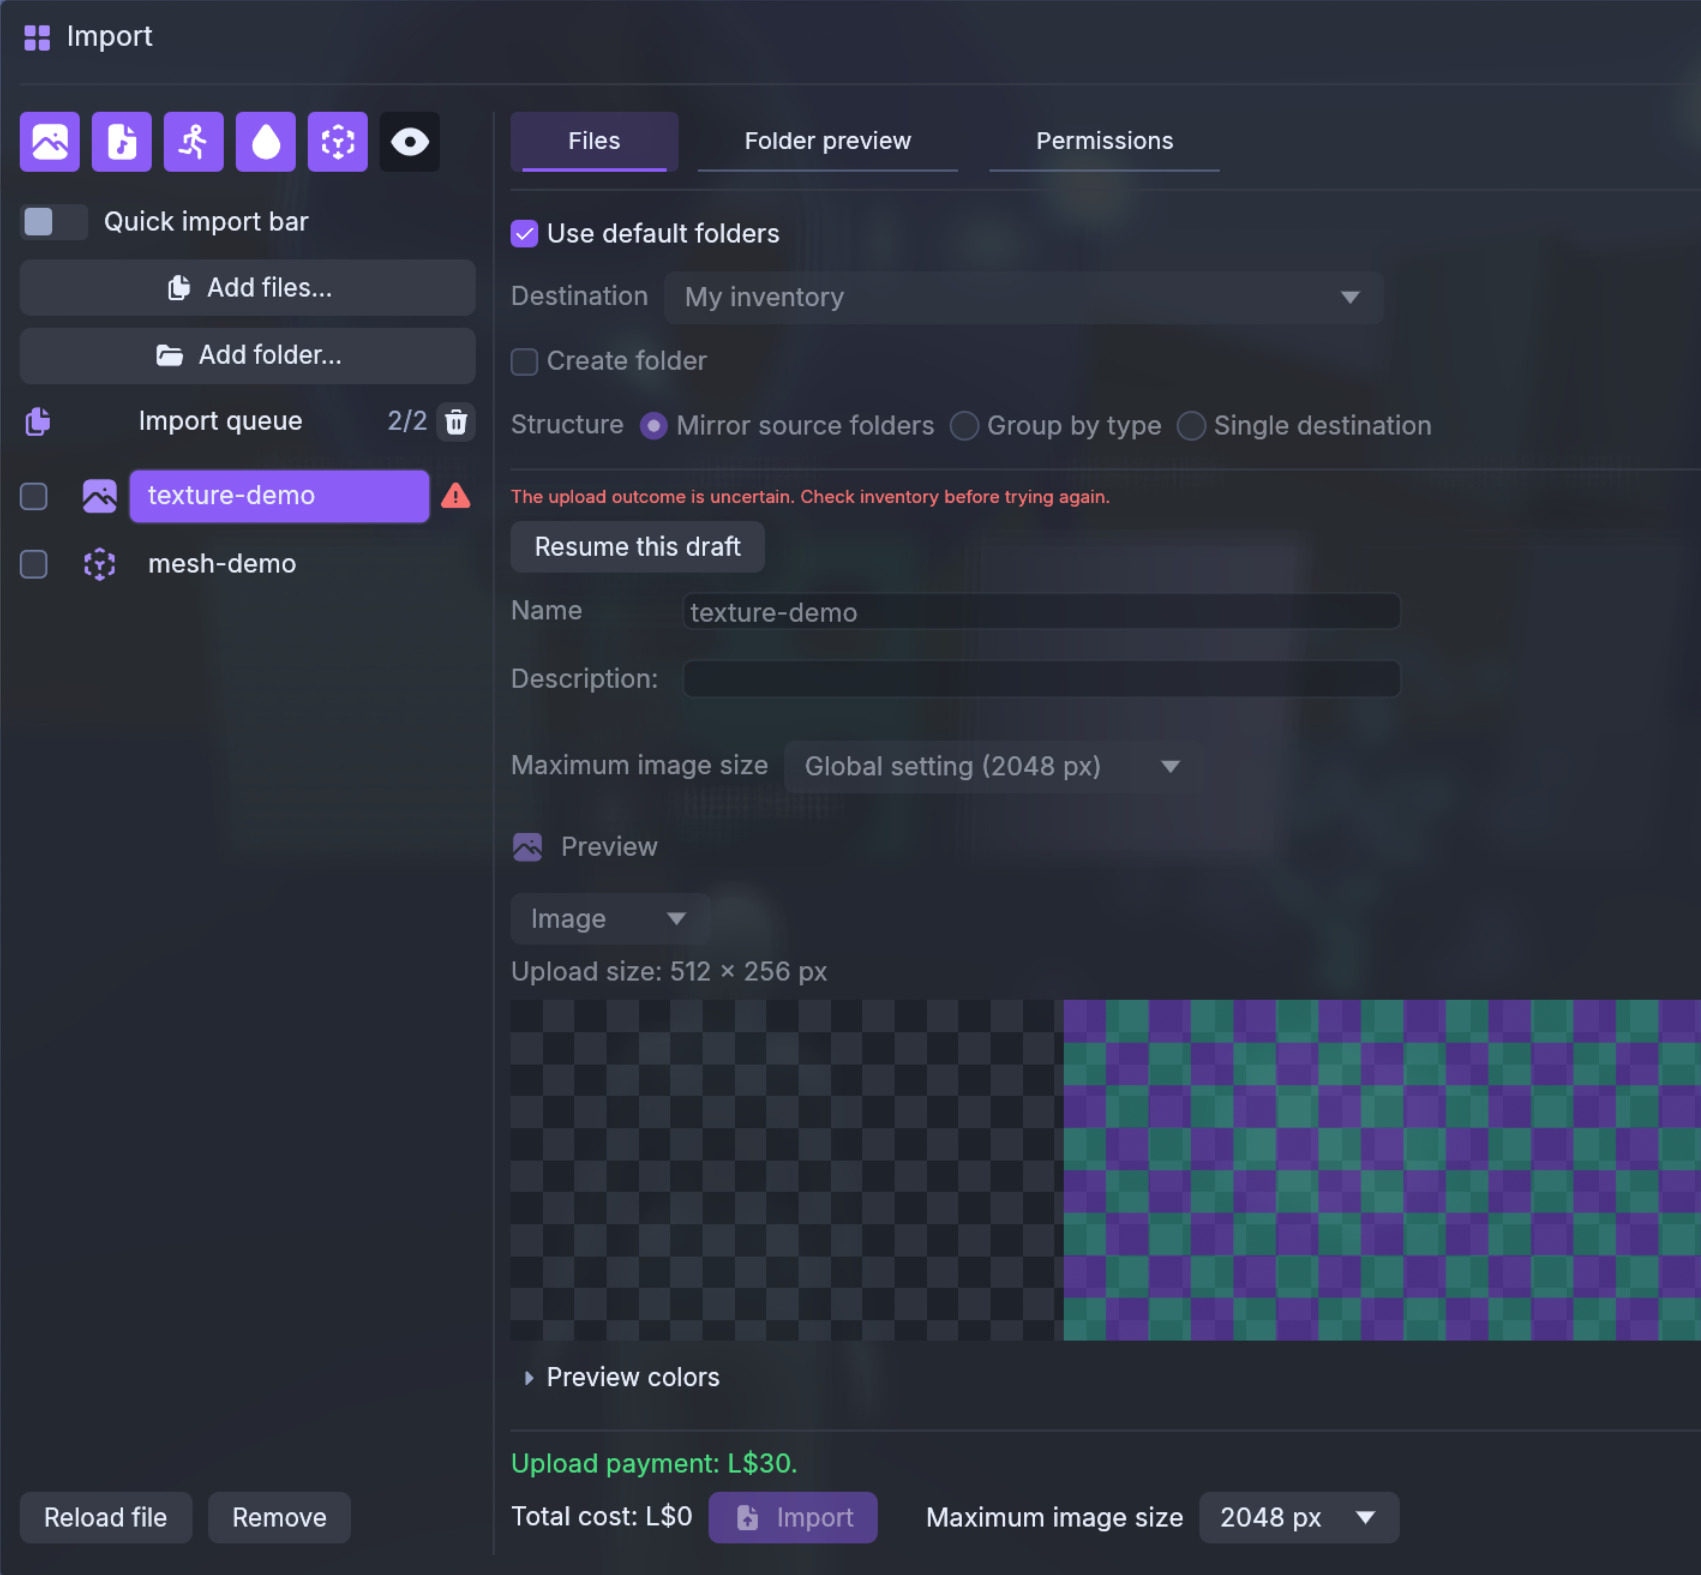 Import
Quick import bar
Add files...
Add folder...
Import queue 2/2
texture-demo
mesh-demo
Reload file
Remove
Files
Folder preview
Permissions
Use default folders
Destination My inventory
Create folder
Structure Mirror source folders Group by type Single destination
The upload outcome is uncertain. Check inventory before trying again.
Resume this draft
Name texture-demo
Description:
Maximum image size Global setting (2048 px)
Preview
Image
Upload size: 512 × 256 px
Preview colors
Upload payment: L$30.
Total cost: L$0 Import Maximum image size 2048 px